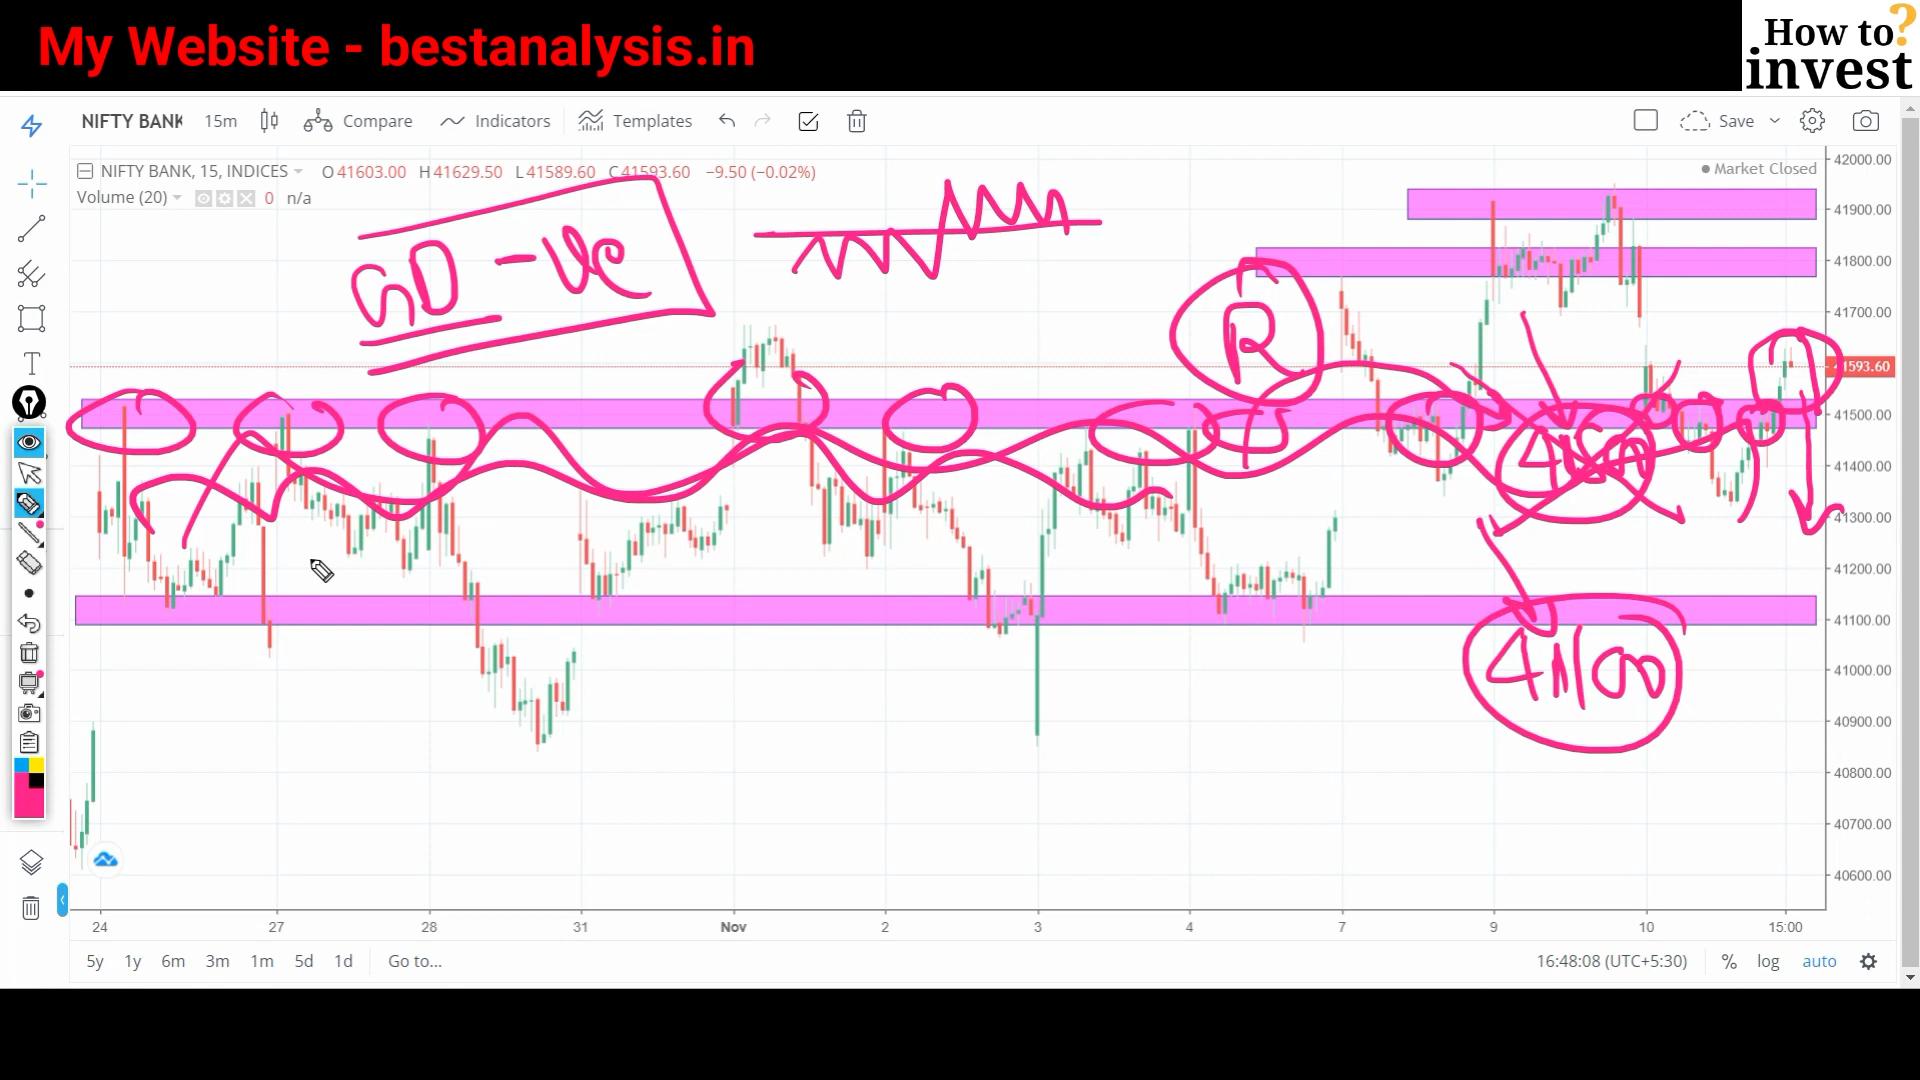 My Website - bestanalysis.in
How to?
invest
NIFTY BANK 15m Compare Indicators Templates Save
NIFTY BANK, 15, INDICES O41603.00 H41629.50 L41589.60 C41593.60 −9.50 (−0.02%)
Market Closed
Volume (20) 0 n/a
42000.00
41900.00
41800.00
41700.00
R
41593.60
41500.00
41400.00
41300.00
41200.00
41100.00
41100
41000.00
40900.00
40800.00
40700.00
40600.00
24 27 28 31 Nov 2 3 4 7 9 10 15:00
5y 1y 6m 3m 1m 5d 1d Go to... 16:48:08 (UTC+5:30) % log auto